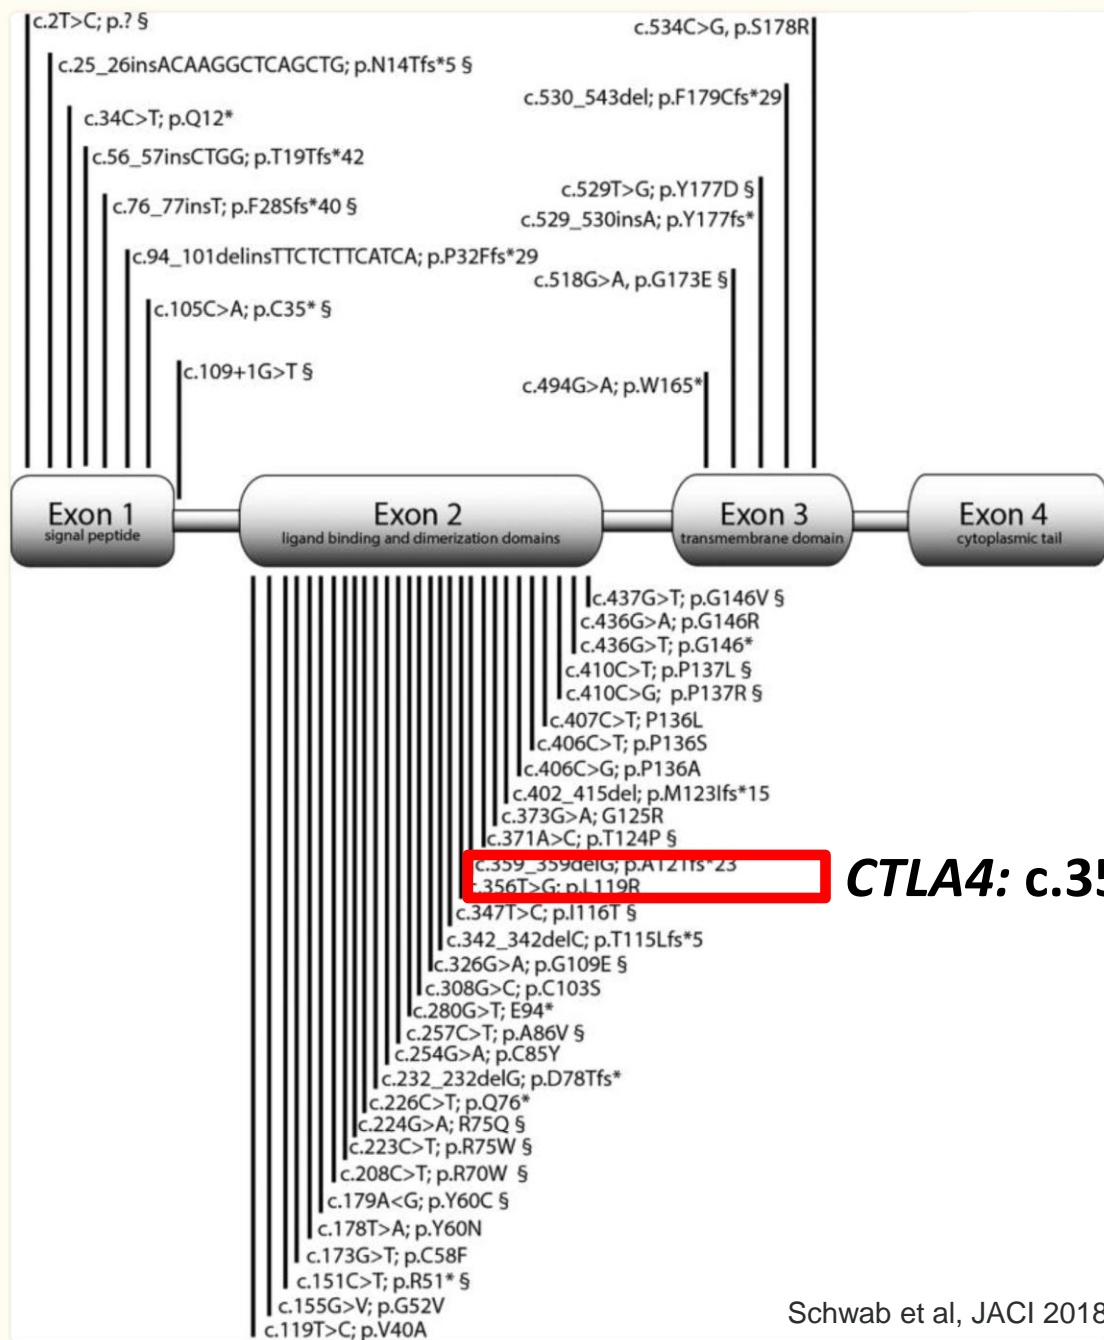 c.2T>C; p.? §
c.25_26insACAAGGCTCAGCTG; p.N14Tfs*5 §
c.34C>T; p.Q12*
c.56_57insCTGG; p.T19Tfs*42
c.76_77insT; p.F28Sfs*40 §
c.94_101delinsTTCTCTTCATCA; p.P32Ffs*29
c.105C>A; p.C35* §
c.109+1G>T §
c.534C>G, p.S178R
c.530_543del; p.F179Cfs*29
c.529T>G; p.Y177D §
c.529_530insA; p.Y177fs*
c.518G>A, p.G173E §
c.494G>A; p.W165*
Exon 1
signal peptide
Exon 2
ligand binding and dimerization domains
Exon 3
transmembrane domain
Exon 4
cytoplasmic tail
c.437G>T; p.G146V §
c.436G>A; p.G146R
c.436G>T; p.G146*
c.410C>T; p.P137L §
c.410C>G; p.P137R §
c.407C>T; P136L
c.406C>T; p.P136S
c.406C>G; p.P136A
c.402_415del; p.M123Ifs*15
c.373G>A; G125R
c.371A>C; p.T124P §
c.359_359delG; p.A12Tfs*23
c.356T>G; p.L119R
CTLA4: c.35
c.347T>C; p.I116T §
c.342_342delC; p.T115Lfs*5
c.326G>A; p.G109E §
c.308G>C; p.C103S
c.280G>T; E94*
c.257C>T; p.A86V §
c.254G>A; p.C85Y
c.232_232delG; p.D78Tfs*
c.226C>T; p.Q76*
c.224G>A; R75Q §
c.223C>T; p.R75W §
c.208C>T; p.R70W §
c.179A<G; p.Y60C §
c.178T>A; p.Y60N
c.173G>T; p.C58F
c.151C>T; p.R51* §
c.155G>V; p.G52V
c.119T>C; p.V40A
Schwab et al, JACI 2018